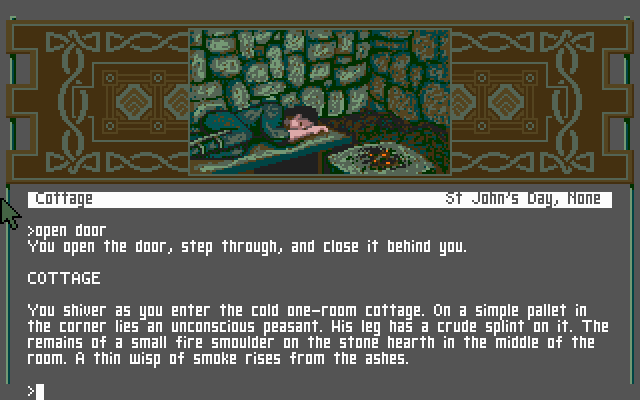 Cottage St John's Day, None
>open door
You open the door, step through, and close it behind you.
COTTAGE
You shiver as you enter the cold one-room cottage. On a simple pallet in
the corner lies an unconscious peasant. His leg has a crude splint on it. The
remains of a small fire smoulder on the stone hearth in the middle of the
room. A thin wisp of smoke rises from the ashes.
>